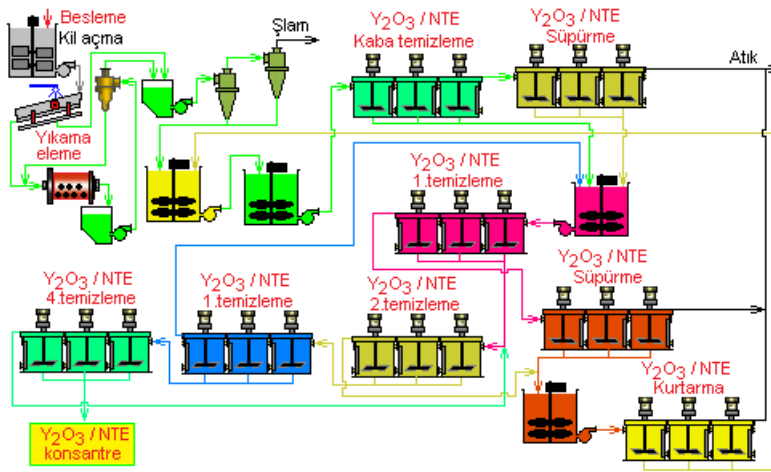 Besleme
Kil açma
Yıkama
eleme
Şlam
Y2O3 / NTE
Kaba temizleme
Y2O3 / NTE
Süpürme
Atık
Y2O3 / NTE
1.temizleme
Y2O3 / NTE
4.temizleme
Y2O3 / NTE
1.temizleme
Y2O3 / NTE
2.temizleme
Y2O3 / NTE
Süpürme
Y2O3 / NTE
Kurtarma
Y2O3 / NTE
konsantre